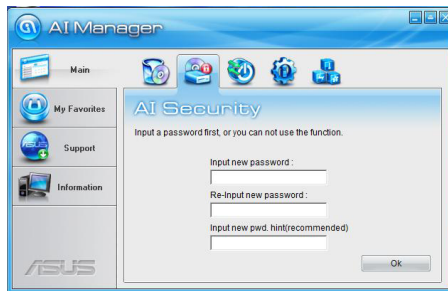 AI Manager
Main
My Favorites
Support
Information
AI Security
Input a password first, or you can not use the function.
Input new password :
Re-Input new password :
Input new pwd. hint(recommended)
Ok
ASUS